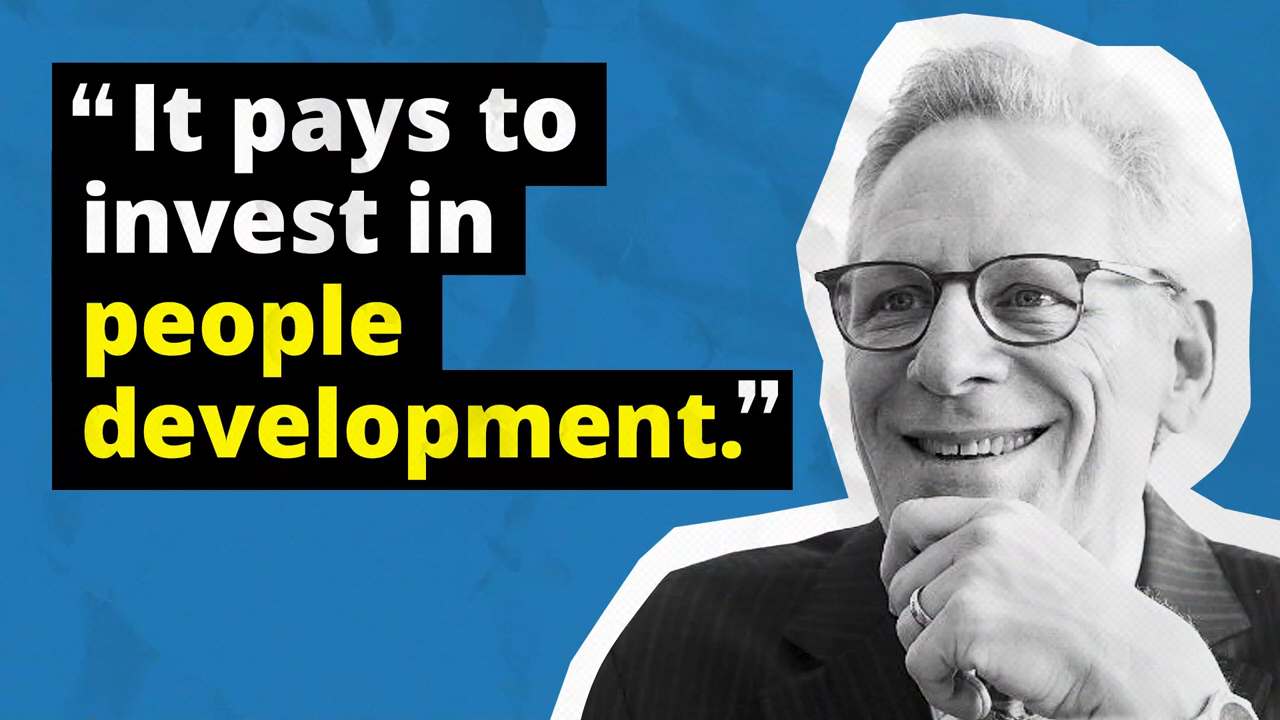 ❝ It pays to
invest in
people
development.❞